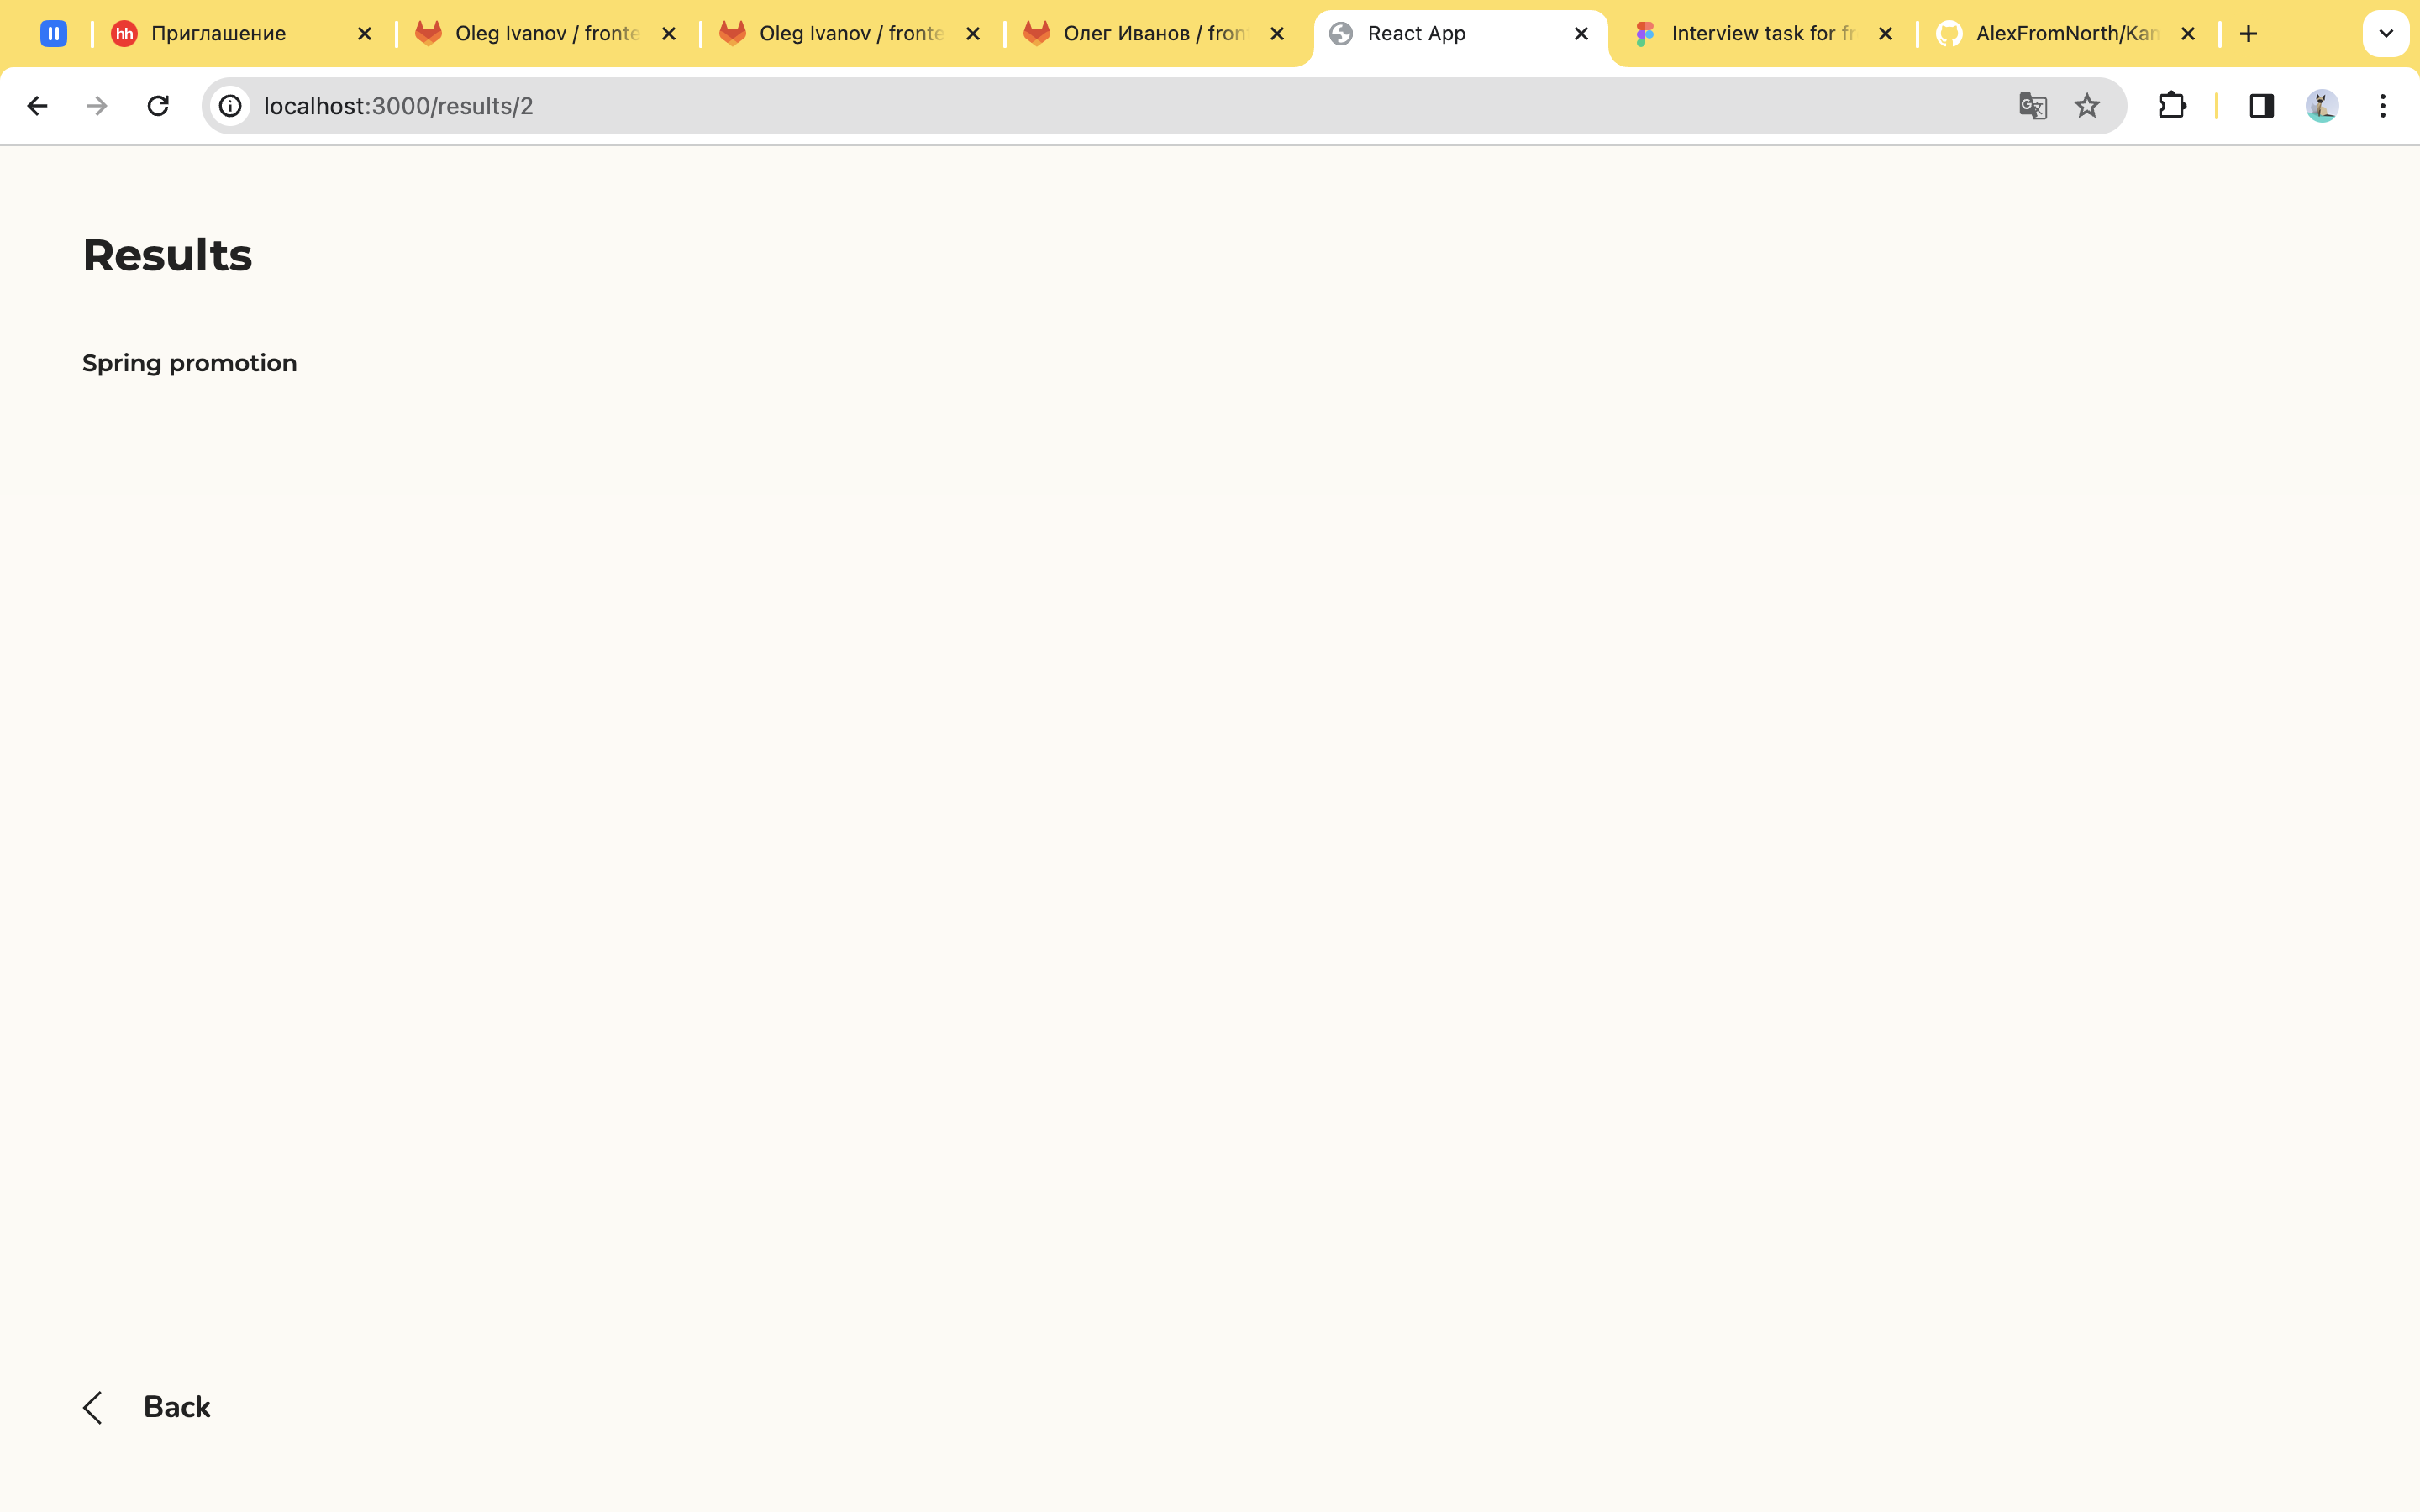 hh Приглашение Oleg Ivanov / fronte Oleg Ivanov / fronte Олег Иванов / fron React App Interview task for fr AlexFromNorth/Kan
localhost:3000/results/2
Results
Spring promotion
Back